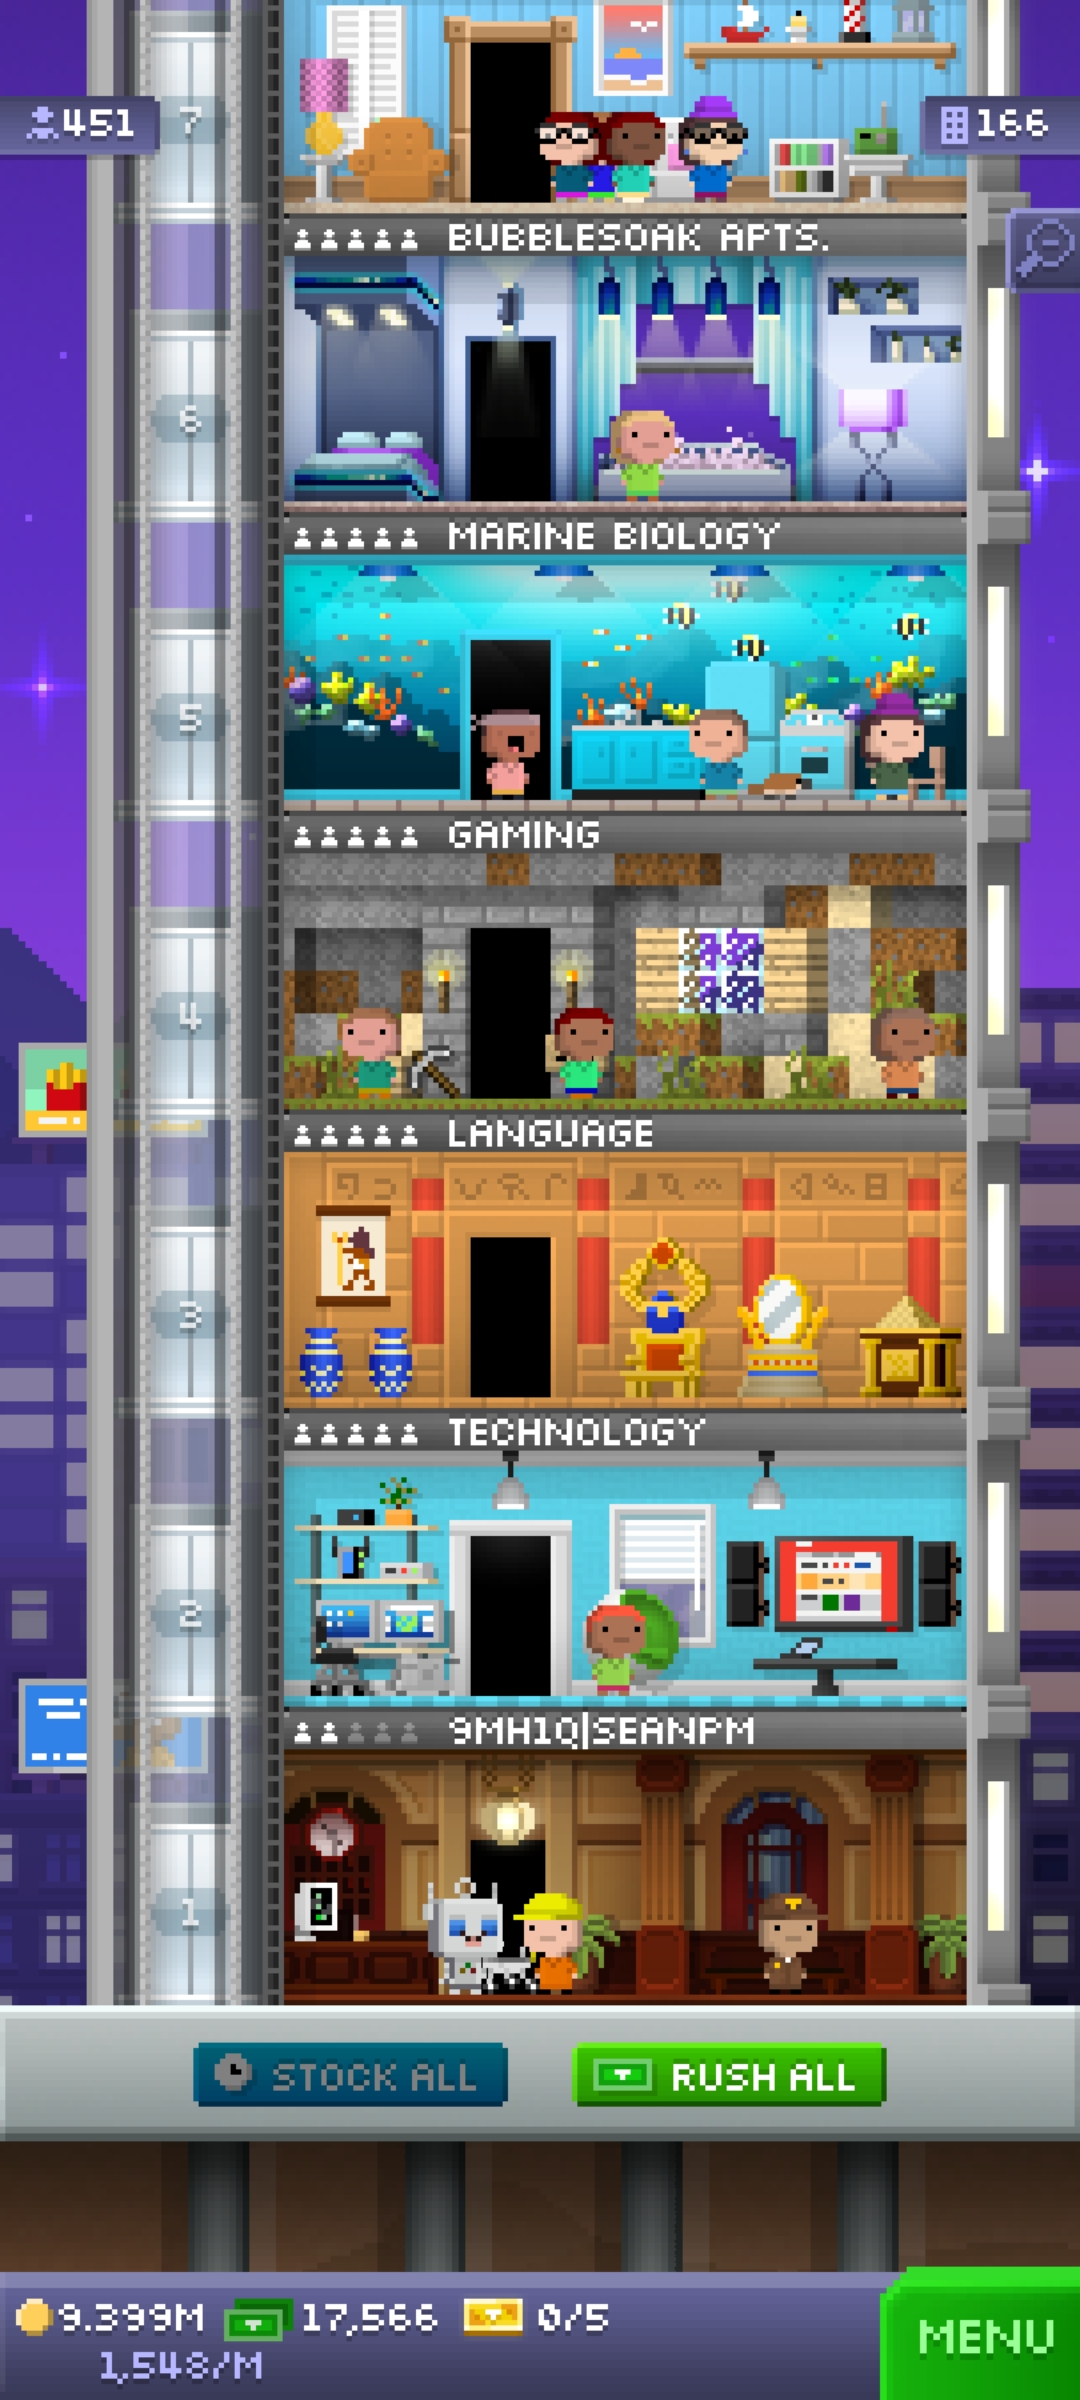 7
451
166
BUBBLESOAK APTS.
6
MARINE BIOLOGY
5
GAMING
4
LANGUAGE
3
TECHNOLOGY
2
9MH1Q|SEANPM
1
STOCK ALL
RUSH ALL
9.399M
17,566
0/5
1,548/M
MENU